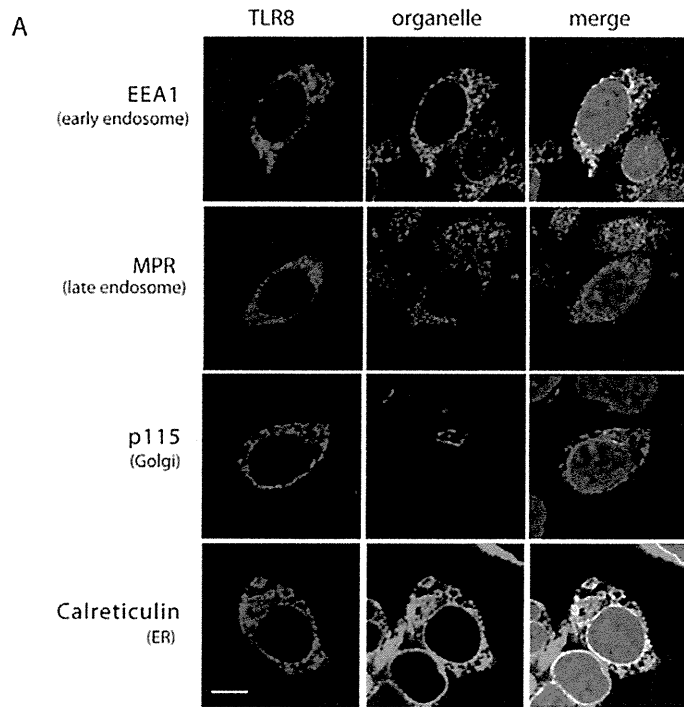 A
TLR8 organelle merge
EEA1
(early endosome)
MPR
(late endosome)
p115
(Golgi)
Calreticulin
(ER)